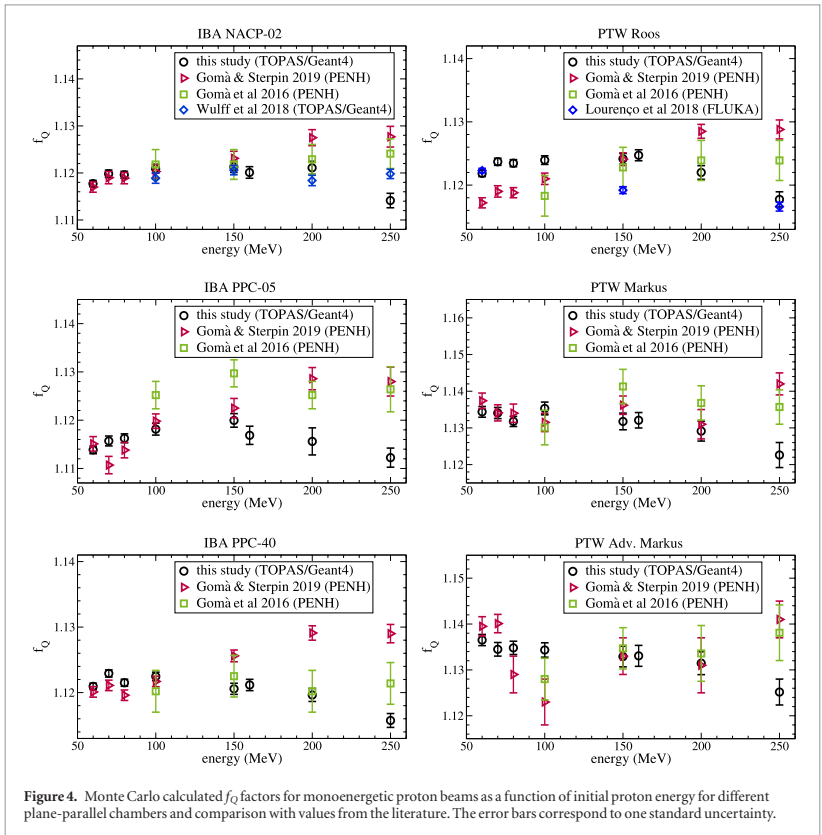 IBA NACP-02
this study (TOPAS/Geant4)
Gomà & Sterpin 2019 (PENH)
Gomà et al 2016 (PENH)
Wulff et al 2018 (TOPAS/Geant4)
1.14
1.13
1.12
1.11
f_Q
50 100 150 200 250
energy (MeV)
PTW Roos
this study (TOPAS/Geant4)
Gomà & Sterpin 2019 (PENH)
Gomà et al 2016 (PENH)
Lourenço et al 2018 (FLUKA)
1.14
1.13
1.12
f_Q
50 100 150 200 250
energy (MeV)
IBA PPC-05
this study (TOPAS/Geant4)
Gomà & Sterpin 2019 (PENH)
Gomà et al 2016 (PENH)
1.14
1.13
1.12
1.11
f_Q
50 100 150 200 250
energy (MeV)
PTW Markus
this study (TOPAS/Geant4)
Gomà & Sterpin 2019 (PENH)
Gomà et al 2016 (PENH)
1.16
1.15
1.14
1.13
1.12
f_Q
50 100 150 200 250
energy (MeV)
IBA PPC-40
this study (TOPAS/Geant4)
Gomà & Sterpin 2019 (PENH)
Gomà et al 2016 (PENH)
1.14
1.13
1.12
f_Q
50 100 150 200 250
energy (MeV)
PTW Adv. Markus
this study (TOPAS/Geant4)
Gomà & Sterpin 2019 (PENH)
Gomà et al 2016 (PENH)
1.15
1.14
1.13
1.12
f_Q
50 100 150 200 250
energy (MeV)
Figure 4. Monte Carlo calculated f_Q factors for monoenergetic proton beams as a function of initial proton energy for different
plane-parallel chambers and comparison with values from the literature. The error bars correspond to one standard uncertainty.